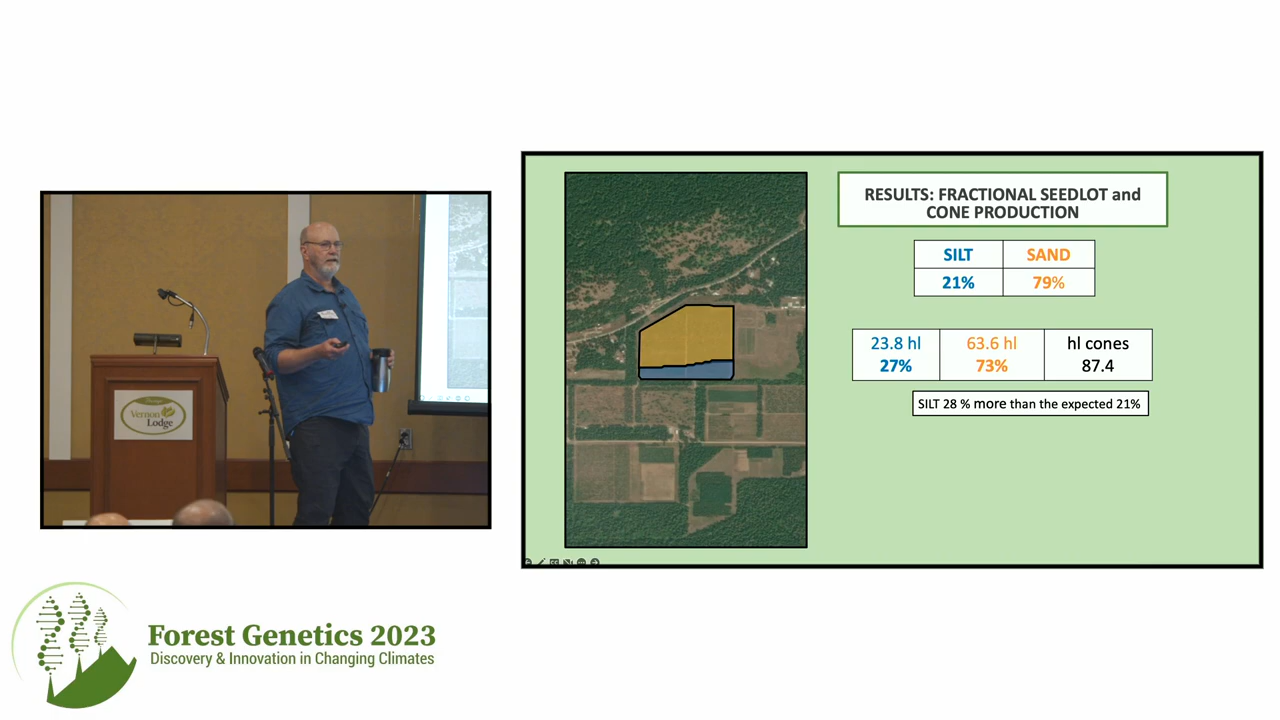 RESULTS: FRACTIONAL SEEDLOT and
CONE PRODUCTION
SILT SAND
21% 79%
23.8 hl 63.6 hl hl cones
27% 73% 87.4
SILT 28 % more than the expected 21%
Vernon
Lodge
Forest Genetics 2023
Discovery & Innovation in Changing Climates